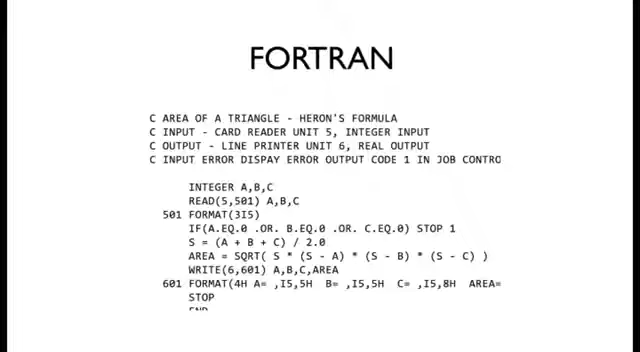 FORTRAN
C AREA OF A TRIANGLE - HERON'S FORMULA
C INPUT - CARD READER UNIT 5, INTEGER INPUT
C OUTPUT - LINE PRINTER UNIT 6, REAL OUTPUT
C INPUT ERROR DISPAY ERROR OUTPUT CODE 1 IN JOB CONTRO
INTEGER A,B,C
READ(5,501) A,B,C
501 FORMAT(3I5)
IF(A.EQ.0 .OR. B.EQ.0 .OR. C.EQ.0) STOP 1
S = (A + B + C) / 2.0
AREA = SQRT( S * (S - A) * (S - B) * (S - C) )
WRITE(6,601) A,B,C,AREA
601 FORMAT(4H A= ,I5,5H  B= ,I5,5H  C= ,I5,8H  AREA=
STOP
END